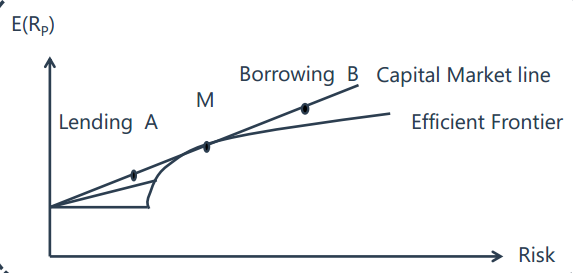 E(Rₚ)
Borrowing B Capital Market line
M
Lending A
Efficient Frontier
Risk